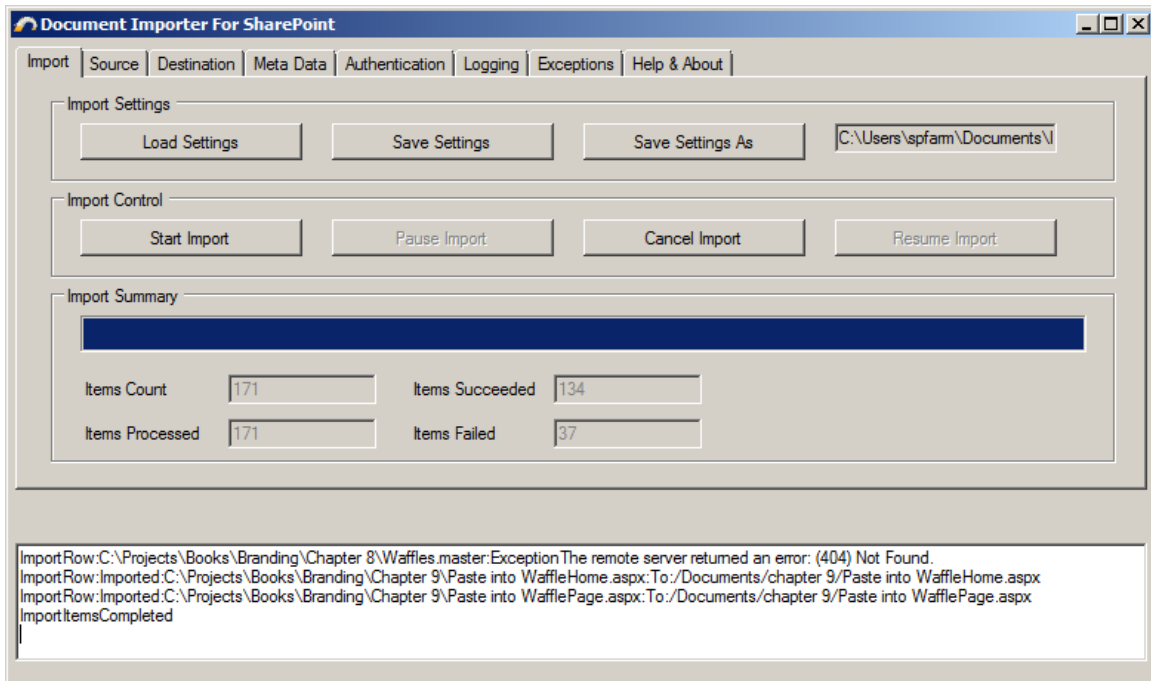 Document Importer For SharePoint
Import Source Destination Meta Data Authentication Logging Exceptions Help & About
Import Settings
Load Settings Save Settings Save Settings As C:\Users\spfarm\Documents\I
Import Control
Start Import Pause Import Cancel Import Resume Import
Import Summary
Items Count 171 Items Succeeded 134
Items Processed 171 Items Failed 37
ImportRow:C:\Projects\Books\Branding\Chapter 8\Waffles.master:ExceptionThe remote server returned an error: (404) Not Found.
ImportRow:Imported:C:\Projects\Books\Branding\Chapter 9\Paste into WaffleHome.aspx:To:/Documents/chapter 9/Paste into WaffleHome.aspx
ImportRow:Imported:C:\Projects\Books\Branding\Chapter 9\Paste into WafflePage.aspx:To:/Documents/chapter 9/Paste into WafflePage.aspx
ImportItemsCompleted